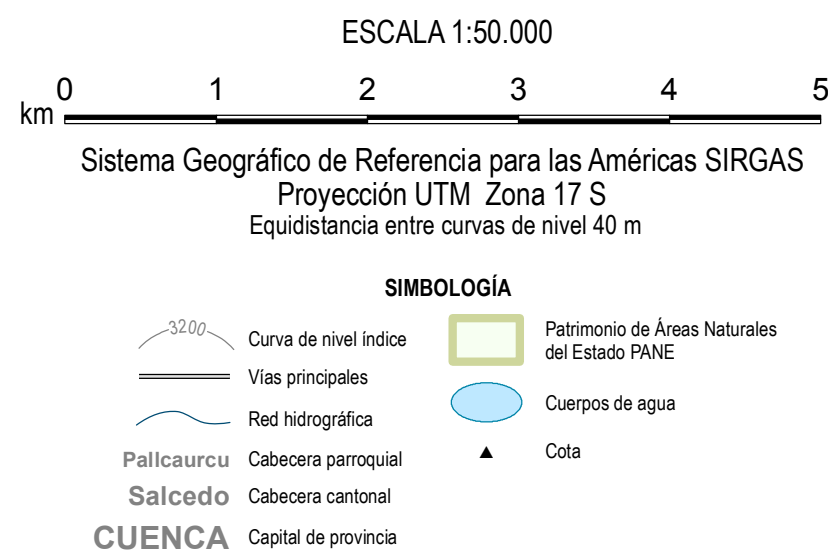 ESCALA 1:50.000
0 1 2 3 4 5
km
Sistema Geográfico de Referencia para las Américas SIRGAS
Proyección UTM Zona 17 S
Equidistancia entre curvas de nivel 40 m
SIMBOLOGÍA
3200 Curva de nivel índice
Vías principales
Red hidrográfica
Pallcaurcu Cabecera parroquial
Salcedo Cabecera cantonal
CUENCA Capital de provincia
Patrimonio de Áreas Naturales
del Estado PANE
Cuerpos de agua
Cota